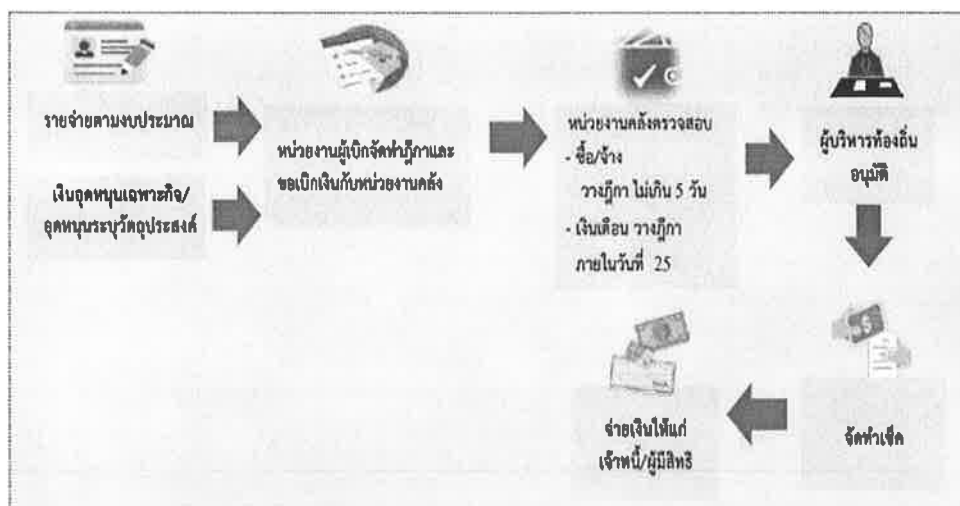 รายจ่ายตามงบประมาณ
เงินอุดหนุนเฉพาะกิจ/
อุดหนุนระบุวัตถุประสงค์
หน่วยงานผู้เบิกจัดทำฎีกาและ
ขอเบิกเงินกับหน่วยงานคลัง
หน่วยงานคลังตรวจสอบ
- ซื้อ/จ้าง
วางฎีกา ไม่เกิน 5 วัน
- เงินเดือน วางฎีกา
ภายในวันที่ 25
ผู้บริหารท้องถิ่น
อนุมัติ
จัดทำเช็ค
จ่ายเงินให้แก่
เจ้าหนี้/ผู้มีสิทธิ